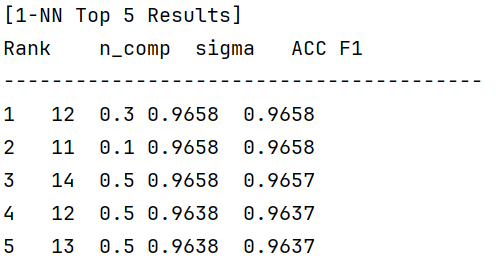 [1-NN Top 5 Results]
Rank    n_comp  sigma   ACC F1
----------------------------------------
1   12  0.3 0.9658  0.9658
2   11  0.1 0.9658  0.9658
3   14  0.5 0.9658  0.9657
4   12  0.5 0.9638  0.9637
5   13  0.5 0.9638  0.9637